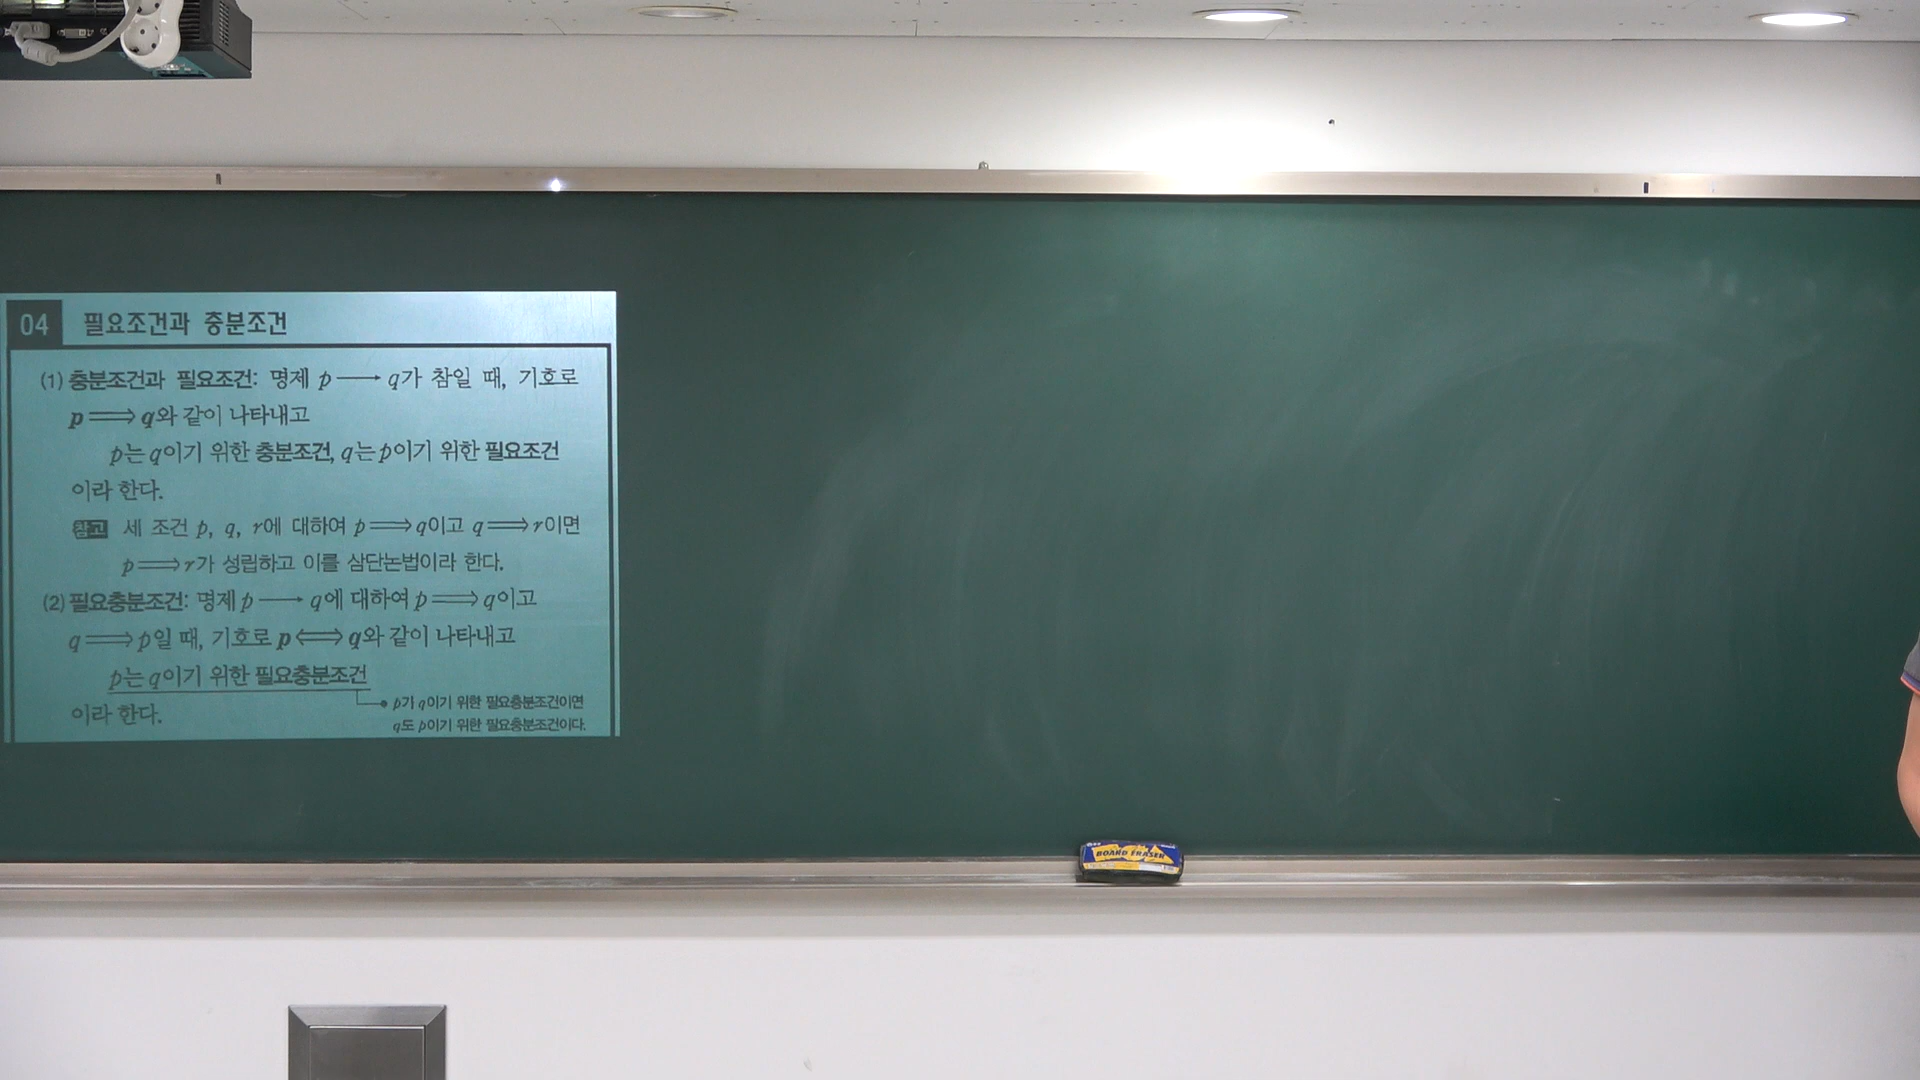 04 필요조건과 충분조건
(1) 충분조건과 필요조건: 명제 p ⟶ q가 참일 때, 기호로
p ⟹ q와 같이 나타내고
p는 q이기 위한 충분조건, q는 p이기 위한 필요조건
이라 한다.
참고 세 조건 p, q, r에 대하여 p ⟹ q이고 q ⟹ r이면
p ⟹ r가 성립하고 이를 삼단논법이라 한다.
(2) 필요충분조건: 명제 p ⟶ q에 대하여 p ⟹ q이고
q ⟹ p일 때, 기호로 p ⟺ q와 같이 나타내고
p는 q이기 위한 필요충분조건
이라 한다.
p가 q이기 위한 필요충분조건이면
q도 p이기 위한 필요충분조건이다.
BOARD ERASER